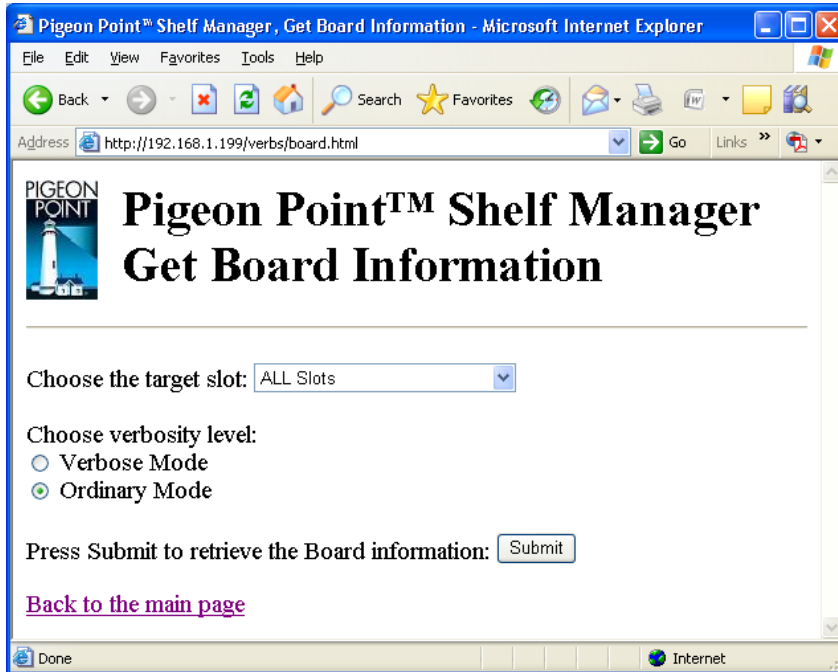 Pigeon Point™ Shelf Manager, Get Board Information - Microsoft Internet Explorer
File Edit View Favorites Tools Help
Back Search Favorites
Address http://192.168.1.199/verbs/board.html Go Links »
PIGEON
POINT
Pigeon Point™ Shelf Manager
Get Board Information
Choose the target slot: ALL Slots
Choose verbosity level:
Verbose Mode
Ordinary Mode
Press Submit to retrieve the Board information: Submit
Back to the main page
Done Internet